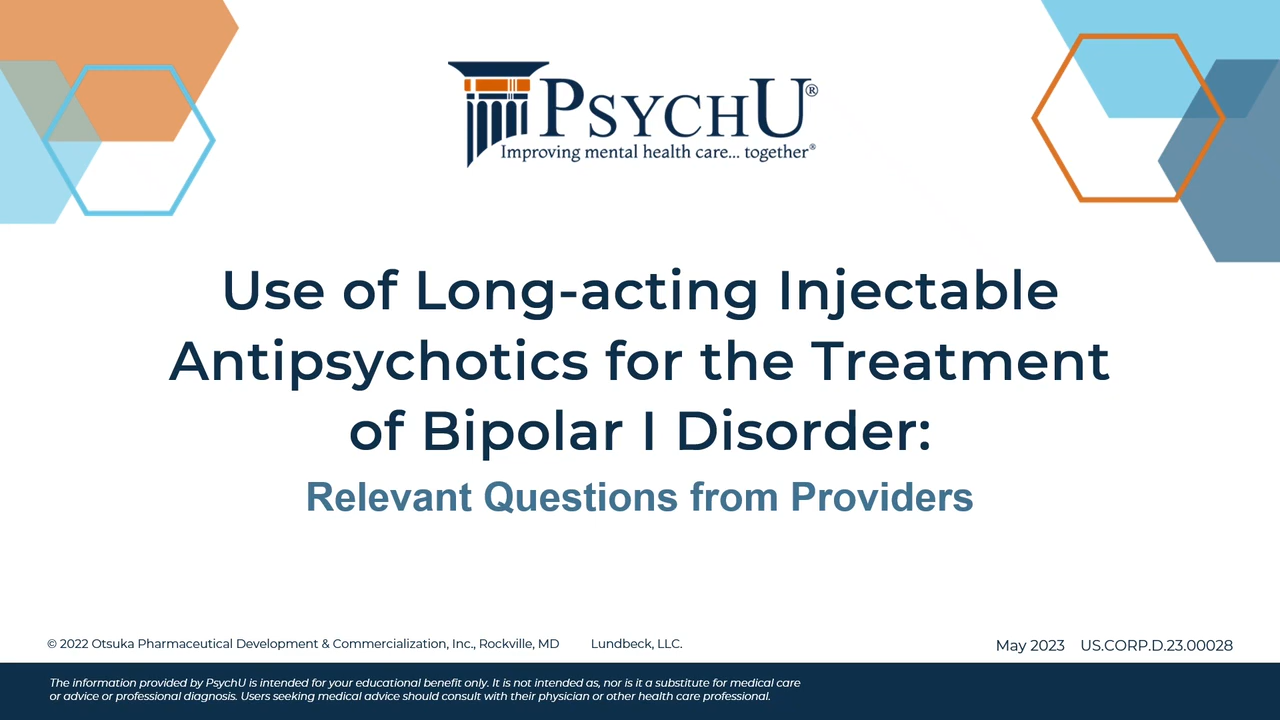 PSYCHU®
Improving mental health care... together®
Use of Long-acting Injectable
Antipsychotics for the Treatment
of Bipolar I Disorder:
Relevant Questions from Providers
© 2022 Otsuka Pharmaceutical Development & Commercialization, Inc., Rockville, MD Lundbeck, LLC.
May 2023 US.CORP.D.23.00028
The information provided by PsychU is intended for your educational benefit only. It is not intended as, nor is it a substitute for medical care
or advice or professional diagnosis. Users seeking medical advice should consult with their physician or other health care professional.